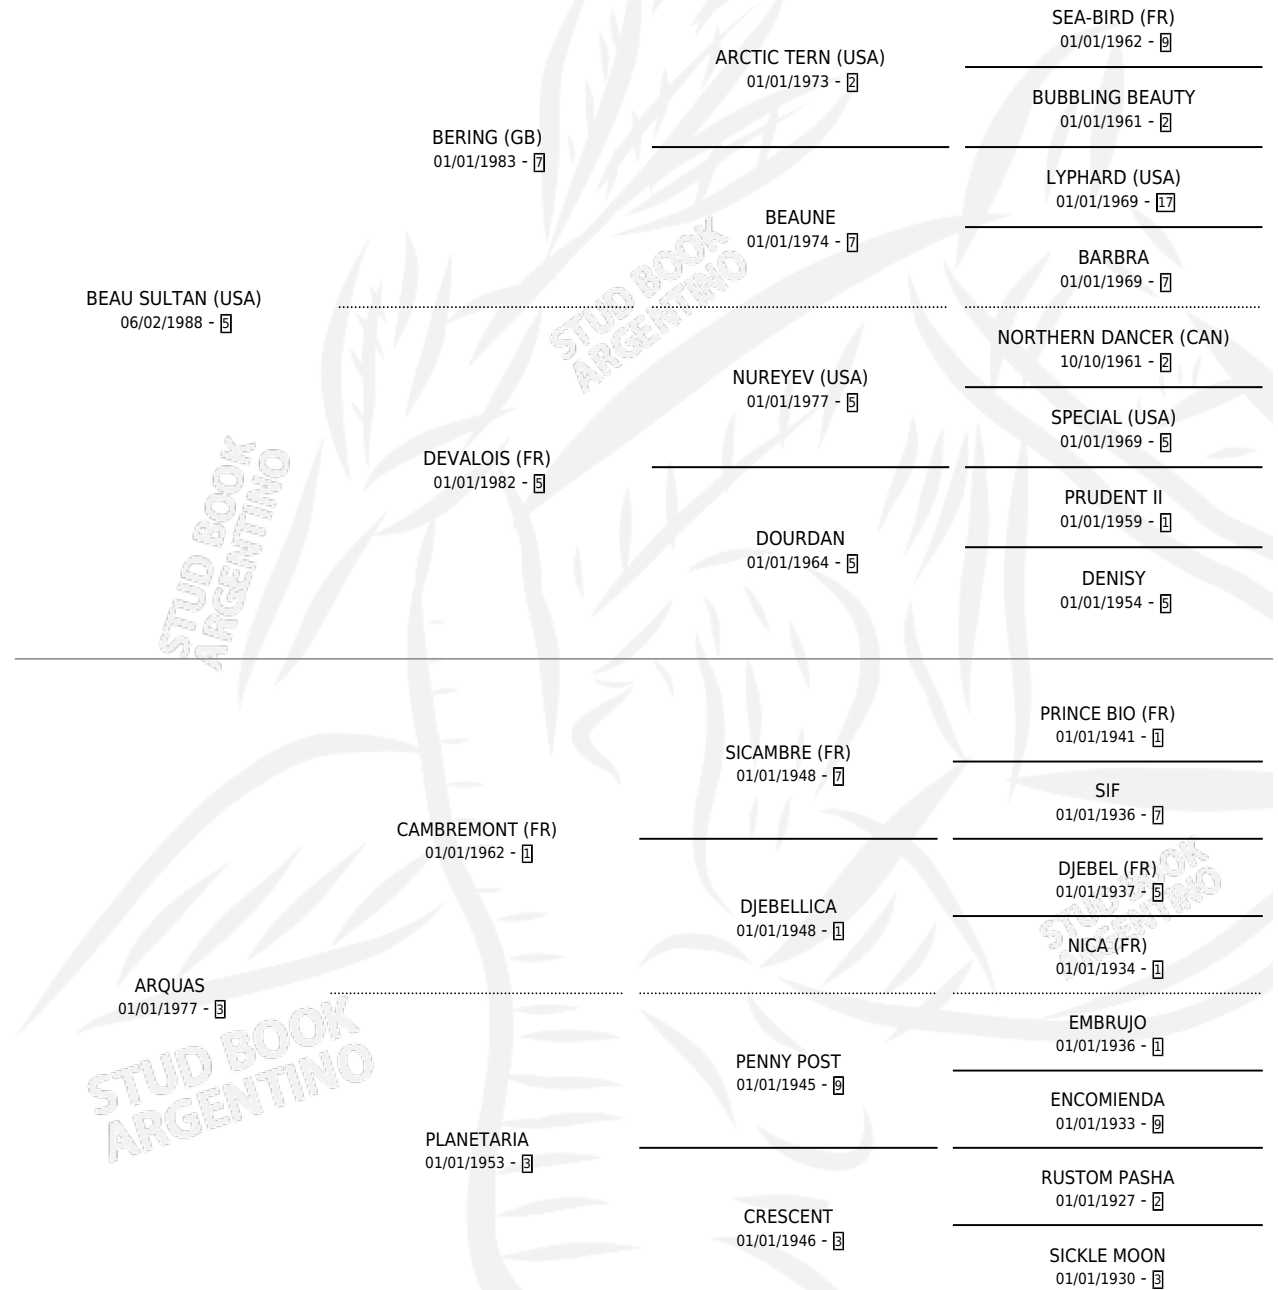 SEA-BIRD (FR)
01/01/1962 - 9
ARCTIC TERN (USA)
01/01/1973 - 2
BUBBLING BEAUTY
01/01/1961 - 2
BERING (GB)
01/01/1983 - 7
LYPHARD (USA)
01/01/1969 - 17
BEAUNE
01/01/1974 - 7
BARBRA
01/01/1969 - 7
BEAU SULTAN (USA)
06/02/1988 - 5
NORTHERN DANCER (CAN)
10/10/1961 - 2
NUREYEV (USA)
01/01/1977 - 5
SPECIAL (USA)
01/01/1969 - 5
DEVALOIS (FR)
01/01/1982 - 5
PRUDENT II
01/01/1959 - 1
DOURDAN
01/01/1964 - 5
DENISY
01/01/1954 - 5
PRINCE BIO (FR)
01/01/1941 - 1
SICAMBRE (FR)
01/01/1948 - 7
SIF
01/01/1936 - 7
CAMBREMONT (FR)
01/01/1962 - 1
DJEBEL (FR)
01/01/1937 - 5
DJEBELLICA
01/01/1948 - 1
NICA (FR)
01/01/1934 - 1
ARQUAS
01/01/1977 - 3
EMBRUJO
01/01/1936 - 1
PENNY POST
01/01/1945 - 9
ENCOMIENDA
01/01/1933 - 9
PLANETARIA
01/01/1953 - 3
RUSTOM PASHA
01/01/1927 - 2
CRESCENT
01/01/1946 - 3
SICKLE MOON
01/01/1930 - 3
STUD BOOK
ARGENTINO
STUD BOOK
ARGENTINO
STUD BOOK
ARGENTINO
STUD BOOK
ARGENTINO